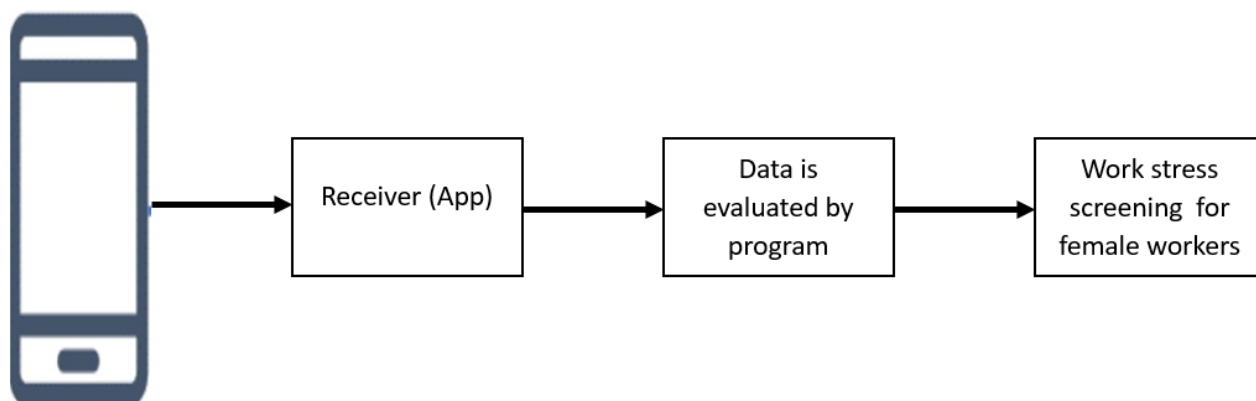 Receiver (App)
Data is
evaluated by
program
Work stress
screening for
female workers